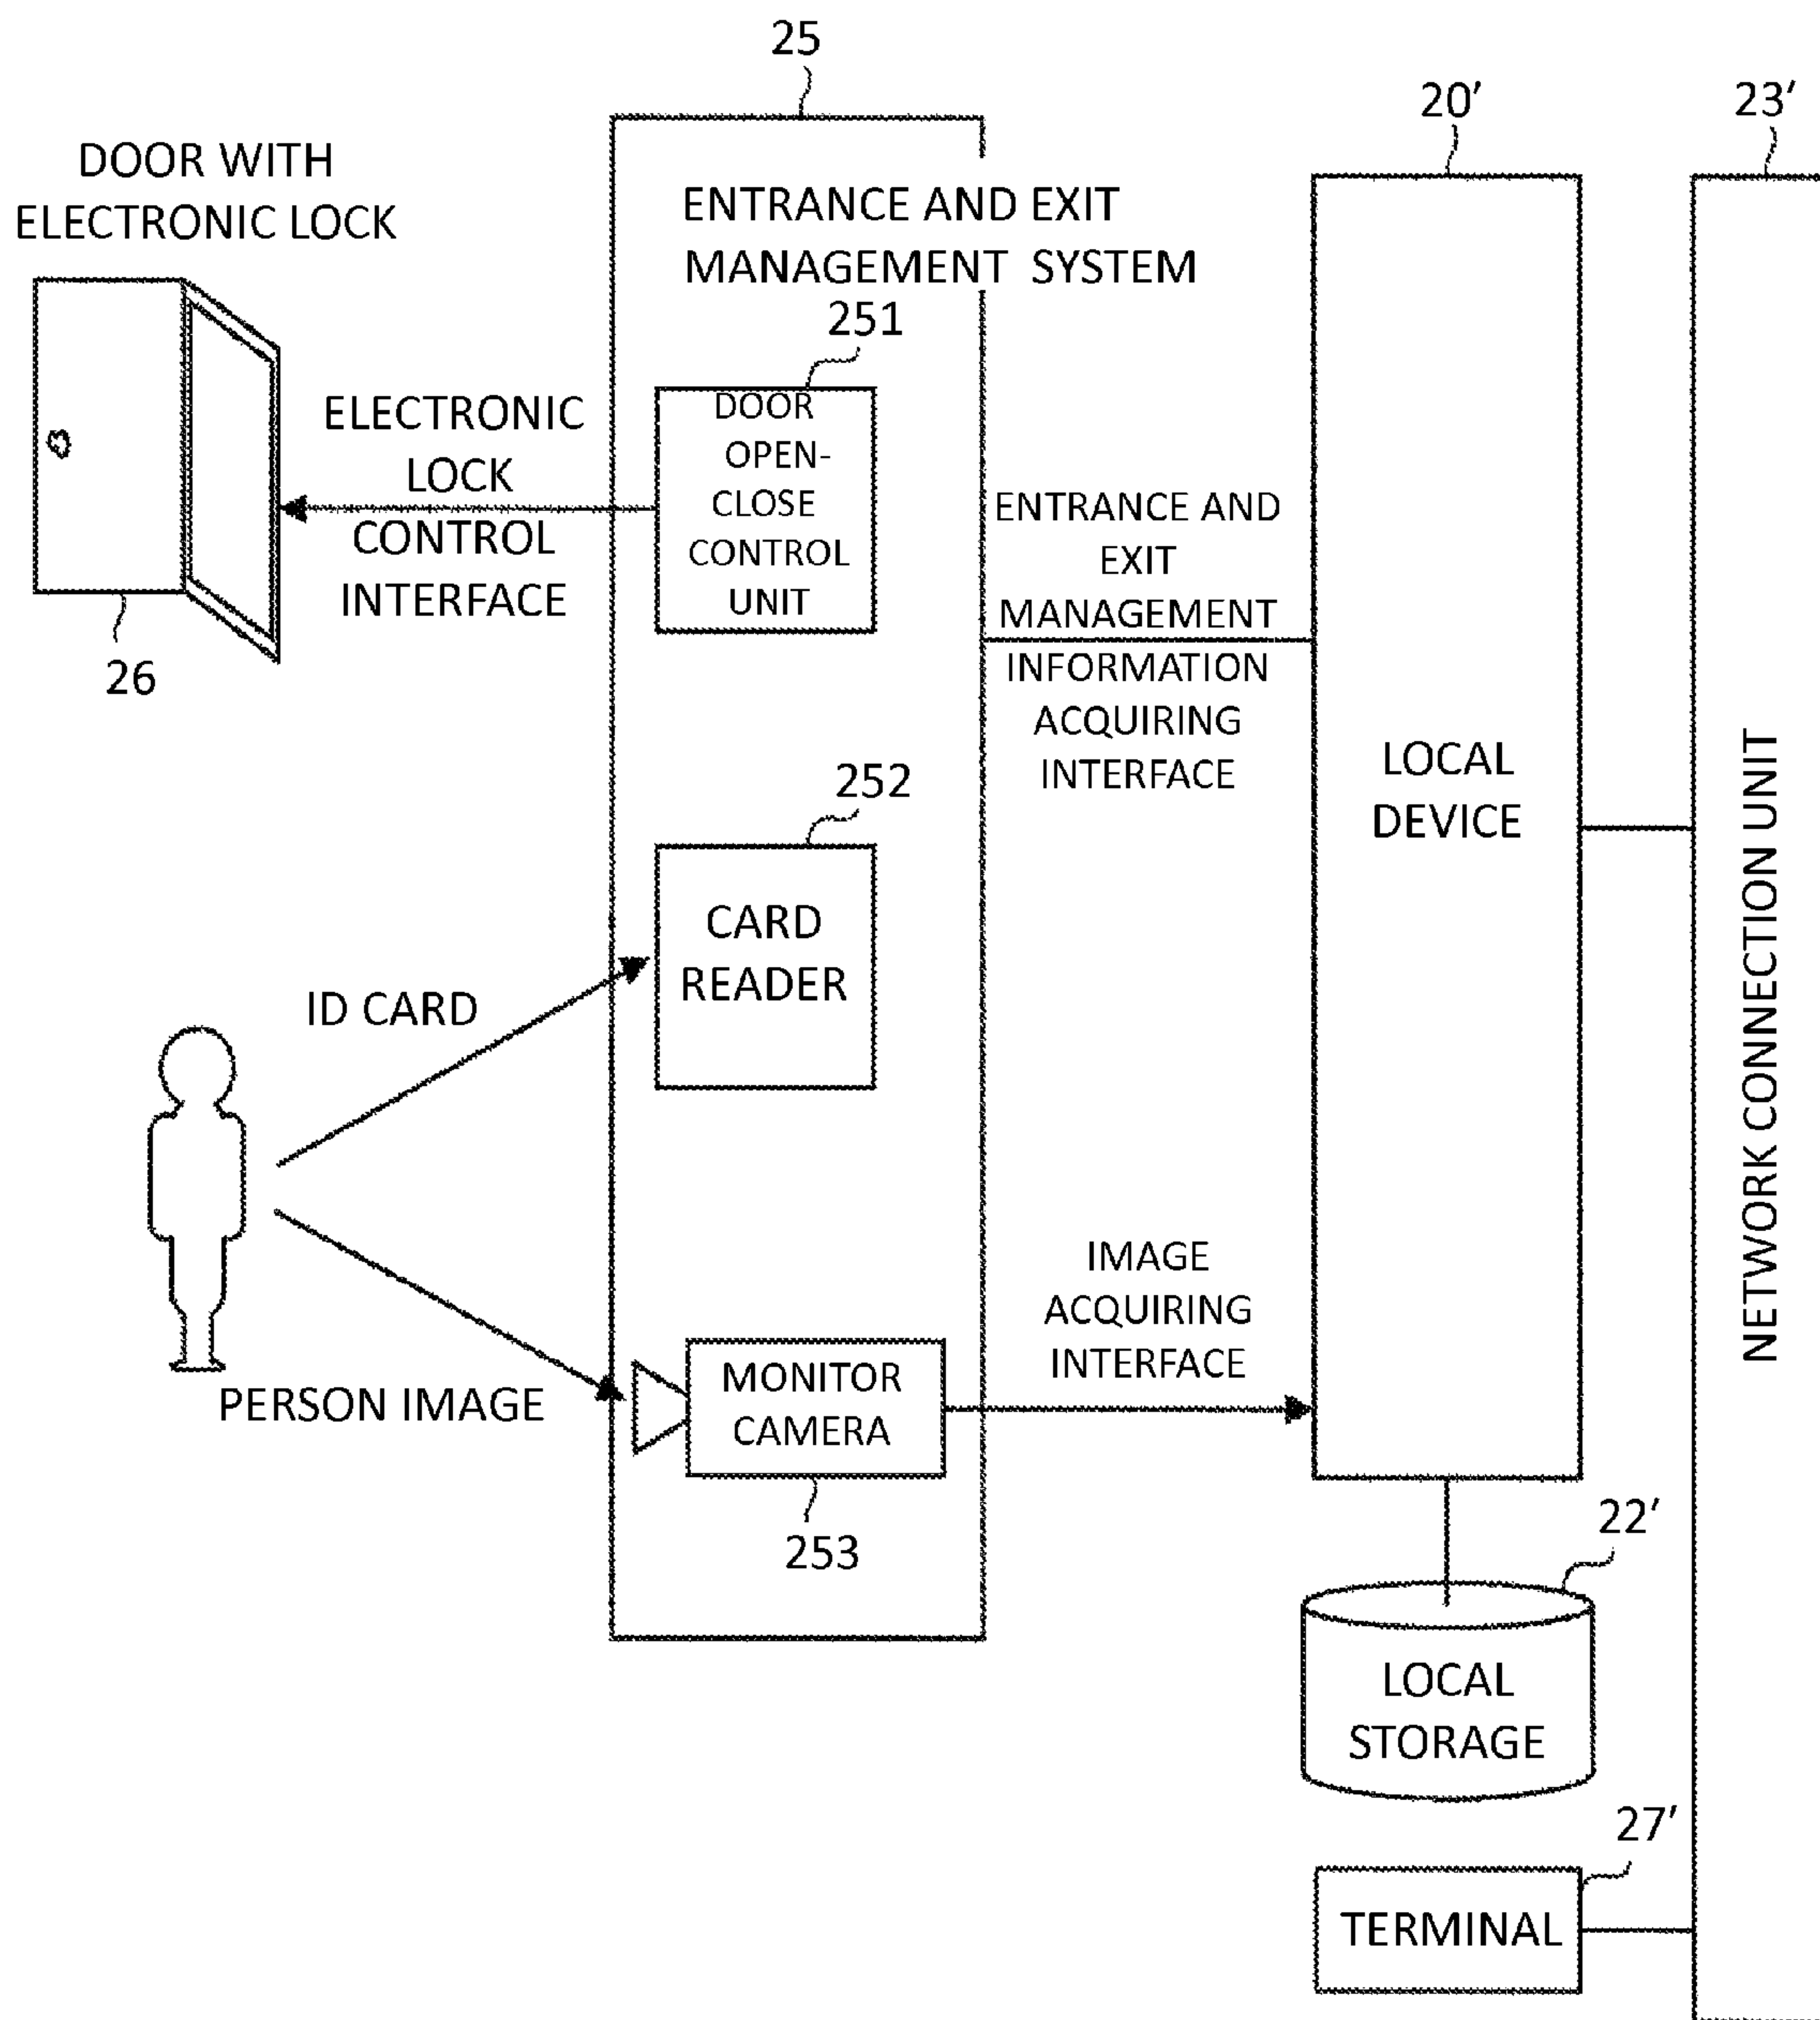 25
20′
23′
DOOR WITH
ELECTRONIC LOCK
ENTRANCE AND EXIT
MANAGEMENT SYSTEM
251
DOOR
OPEN-
CLOSE
CONTROL
UNIT
ELECTRONIC
LOCK
CONTROL
INTERFACE
26
ENTRANCE AND
EXIT
MANAGEMENT
INFORMATION
ACQUIRING
INTERFACE
LOCAL
DEVICE
NETWORK CONNECTION UNIT
252
CARD
READER
ID CARD
PERSON IMAGE
MONITOR
CAMERA
253
IMAGE
ACQUIRING
INTERFACE
22′
LOCAL
STORAGE
27′
TERMINAL